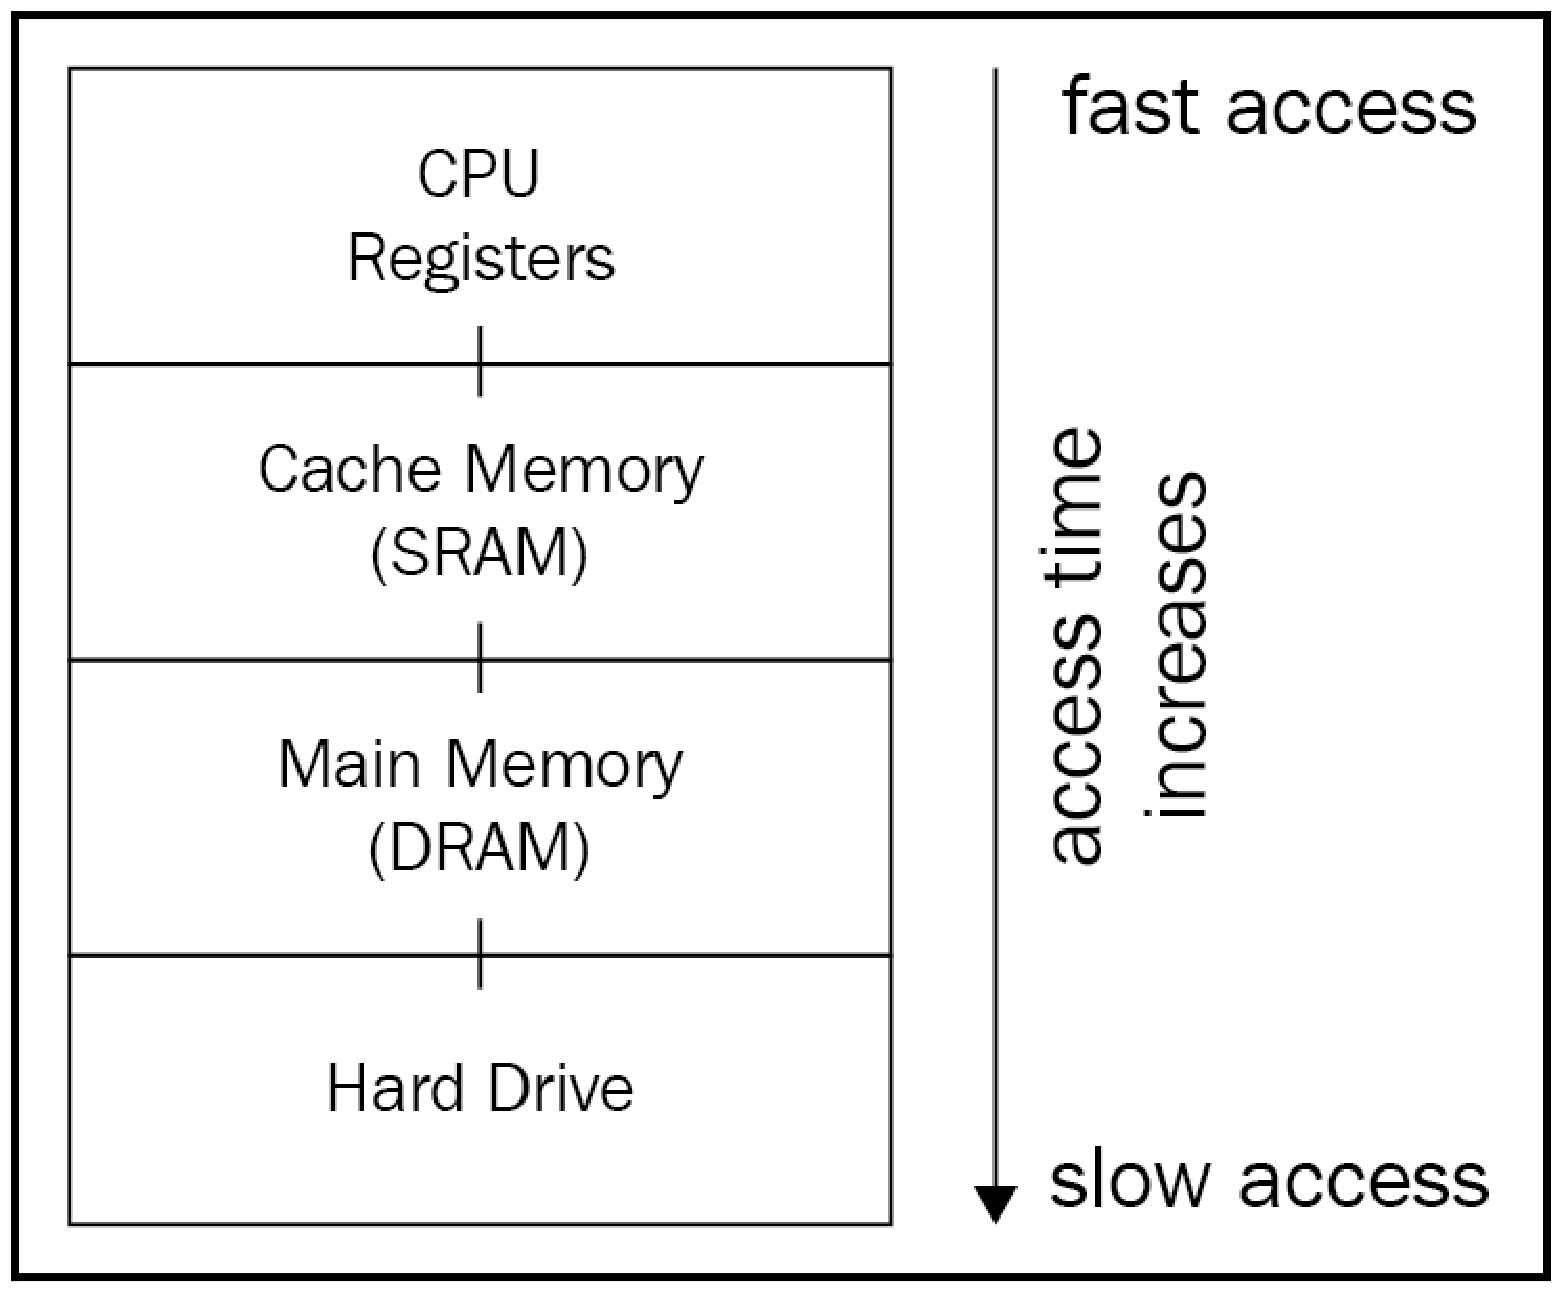 CPU
Registers
Cache Memory
(SRAM)
Main Memory
(DRAM)
Hard Drive
fast access
access time
increases
slow access